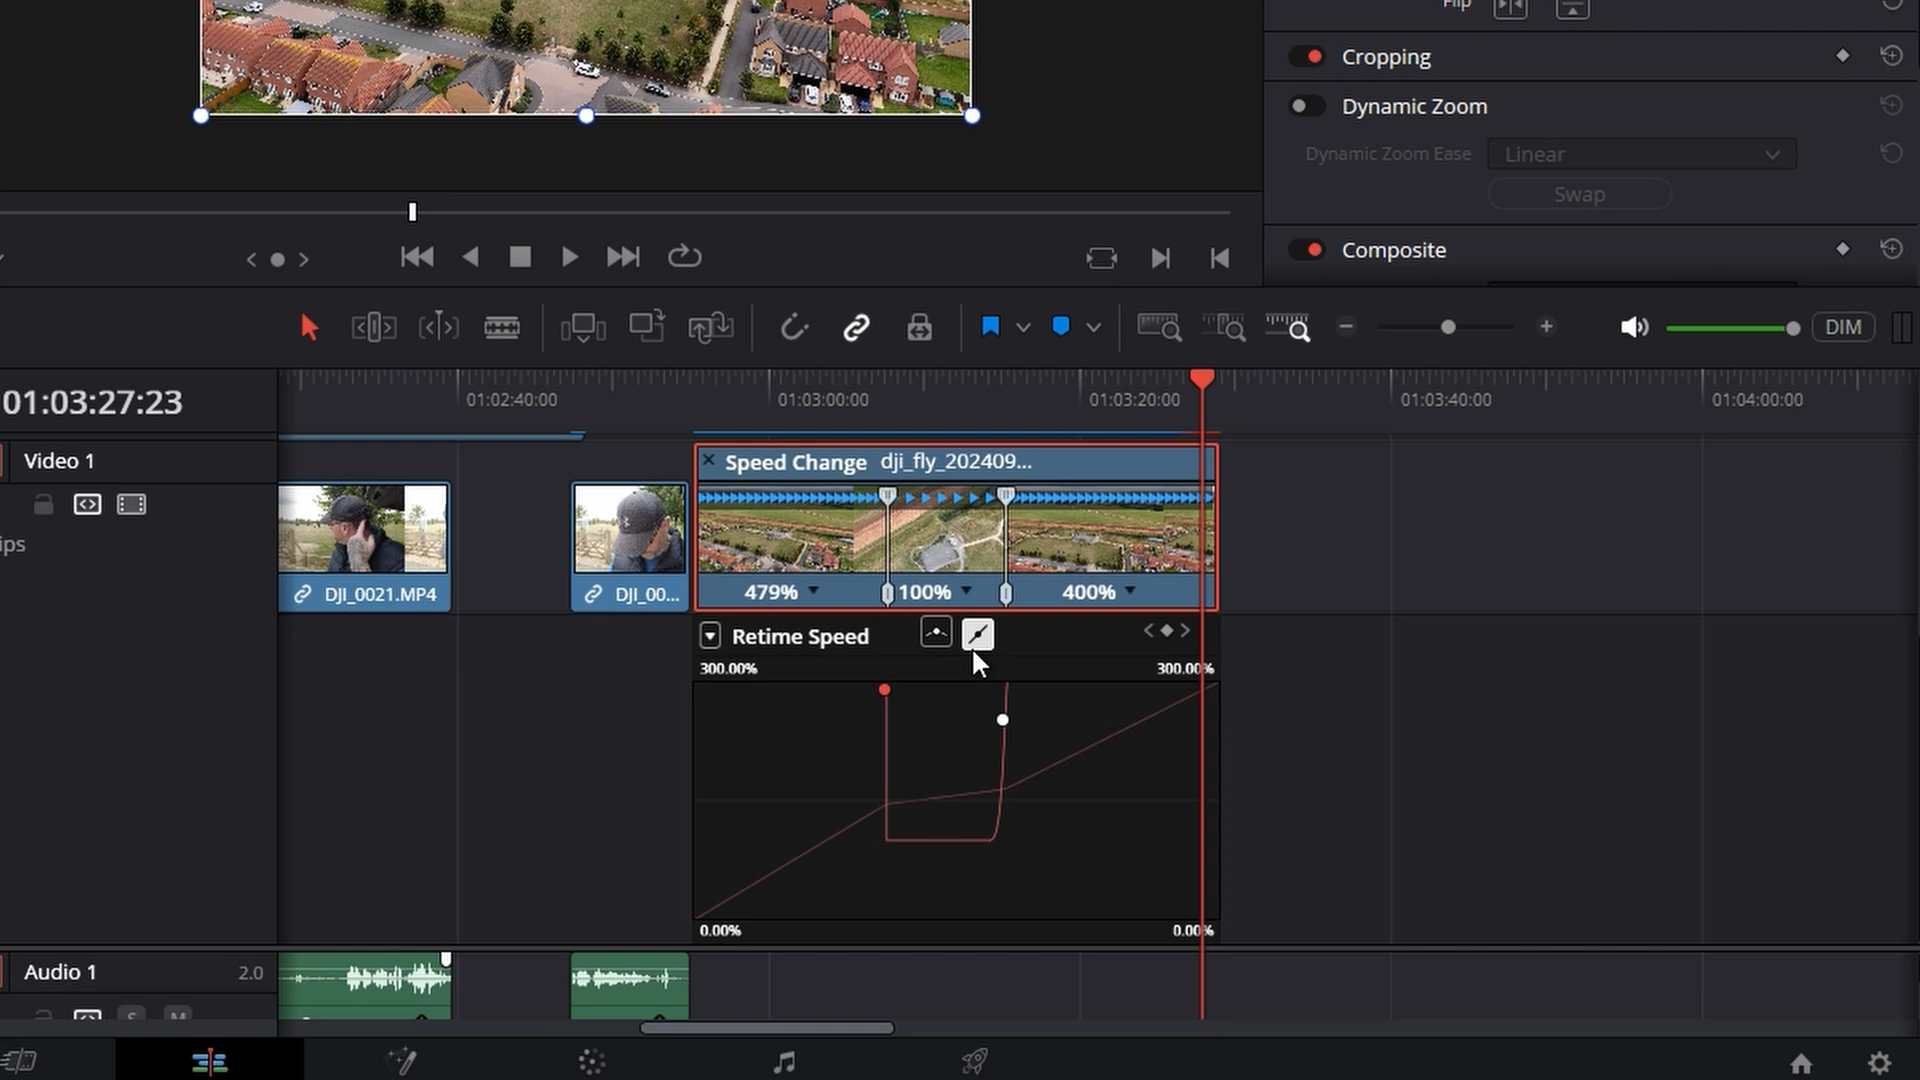 Flip
Cropping
Dynamic Zoom
Dynamic Zoom Ease
Linear
Swap
Composite
DIM
01:03:27:23
01:02:40:00
01:03:00:00
01:03:20:00
01:03:40:00
01:04:00:00
Video 1
Speed Change dji_fly_202409...
ips
DJI_0021.MP4
DJI_00...
479%
100%
400%
Retime Speed
300.00%
300.00%
0.00%
0.00%
Audio 1
2.0
S
M